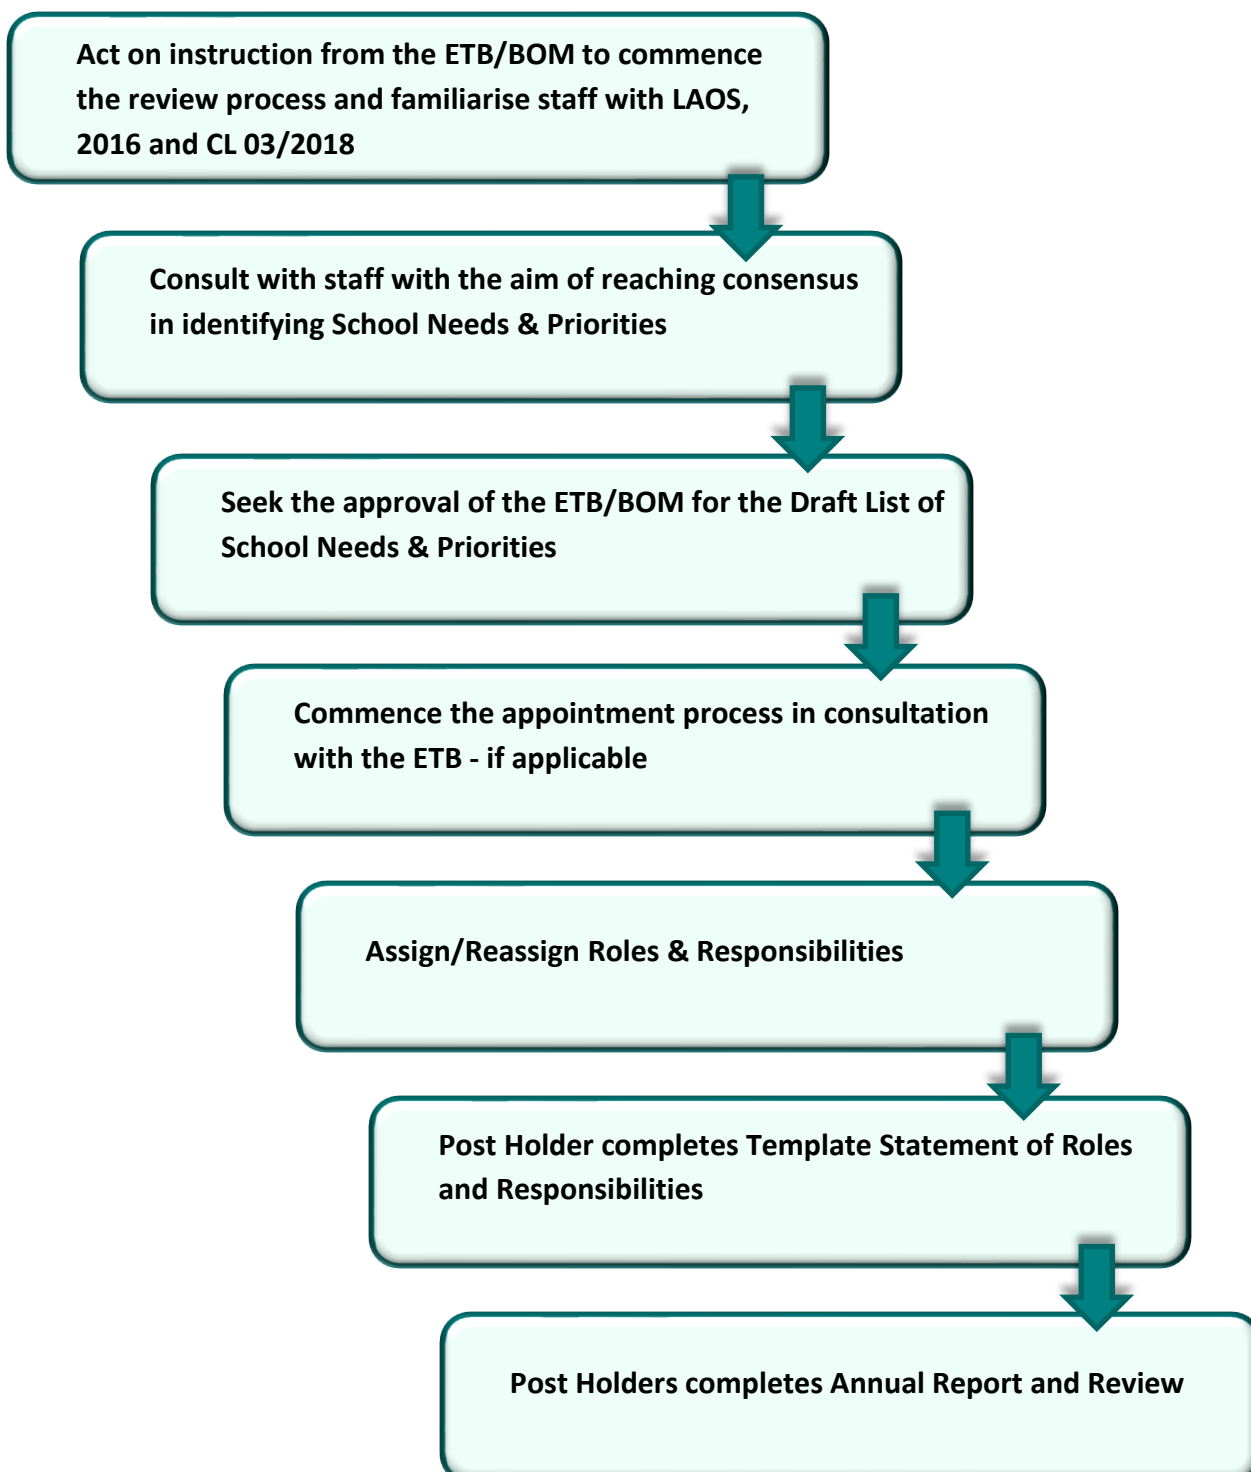 Act on instruction from the ETB/BOM to commence
the review process and familiarise staff with LAOS,
2016 and CL 03/2018
Consult with staff with the aim of reaching consensus
in identifying School Needs & Priorities
Seek the approval of the ETB/BOM for the Draft List of
School Needs & Priorities
Commence the appointment process in consultation
with the ETB - if applicable
Assign/Reassign Roles & Responsibilities
Post Holder completes Template Statement of Roles
and Responsibilities
Post Holders completes Annual Report and Review